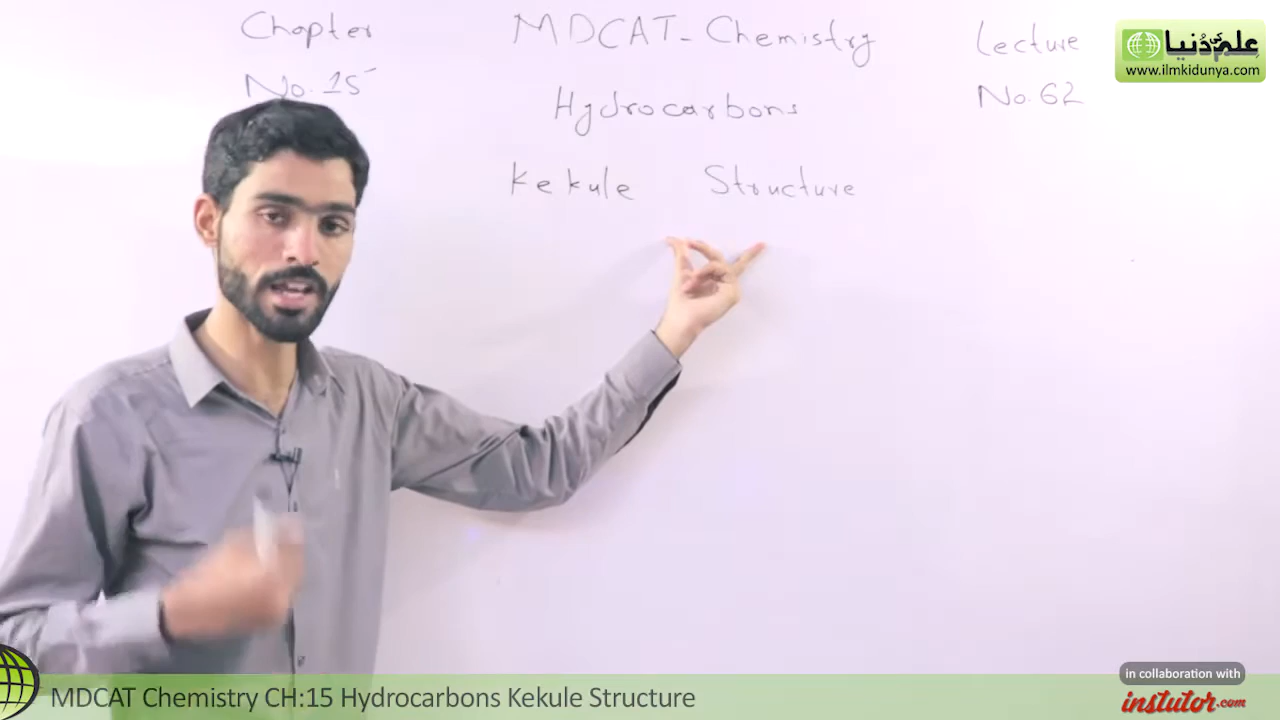 Chapter
No. 15
MDCAT-Chemistry
Hydrocarbons
Kekule Structure
Lecture
No. 62
علم کی دُنیا
www.ilmkidunya.com
in collaboration with
instutor.com
MDCAT Chemistry CH:15 Hydrocarbons Kekule Structure